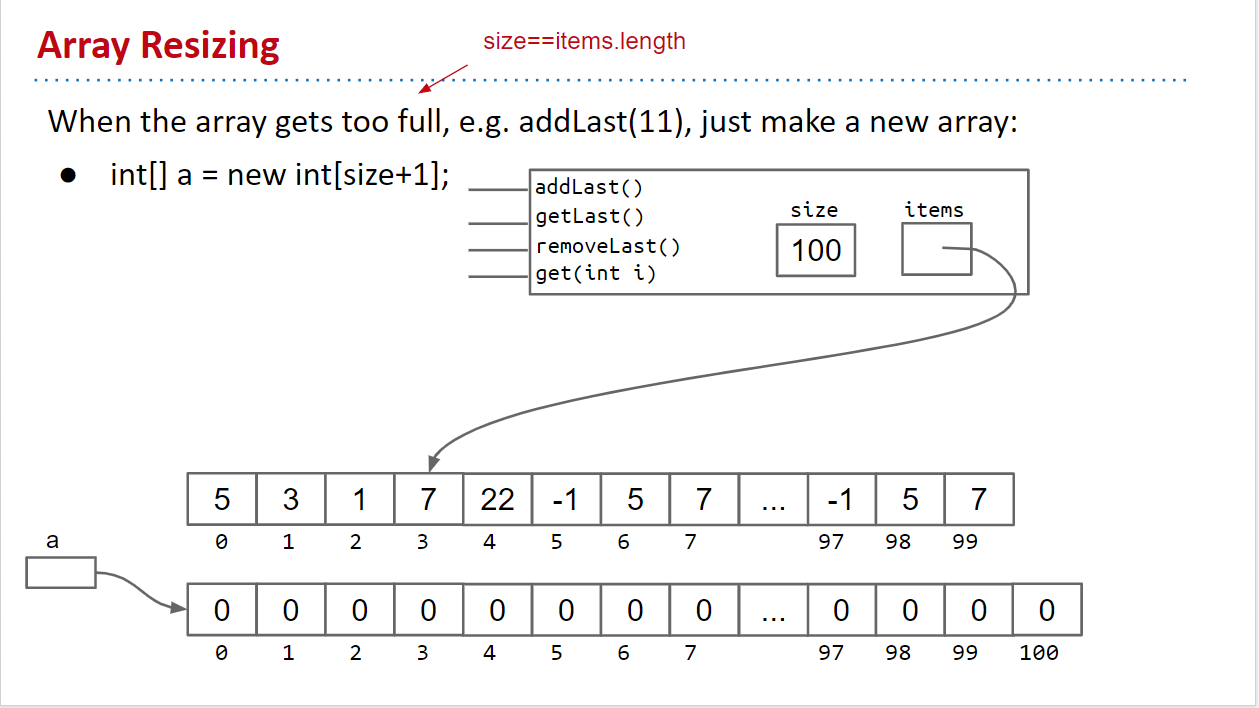 Array Resizing
size==items.length
When the array gets too full, e.g. addLast(11), just make a new array:
● int[] a = new int[size+1];
addLast()
getLast()
removeLast()
get(int i)
size
items
100
5 3 1 7 22 -1 5 7 ... -1 5 7
0 1 2 3 4 5 6 7 97 98 99
a
0 0 0 0 0 0 0 0 ... 0 0 0 0
0 1 2 3 4 5 6 7 97 98 99 100